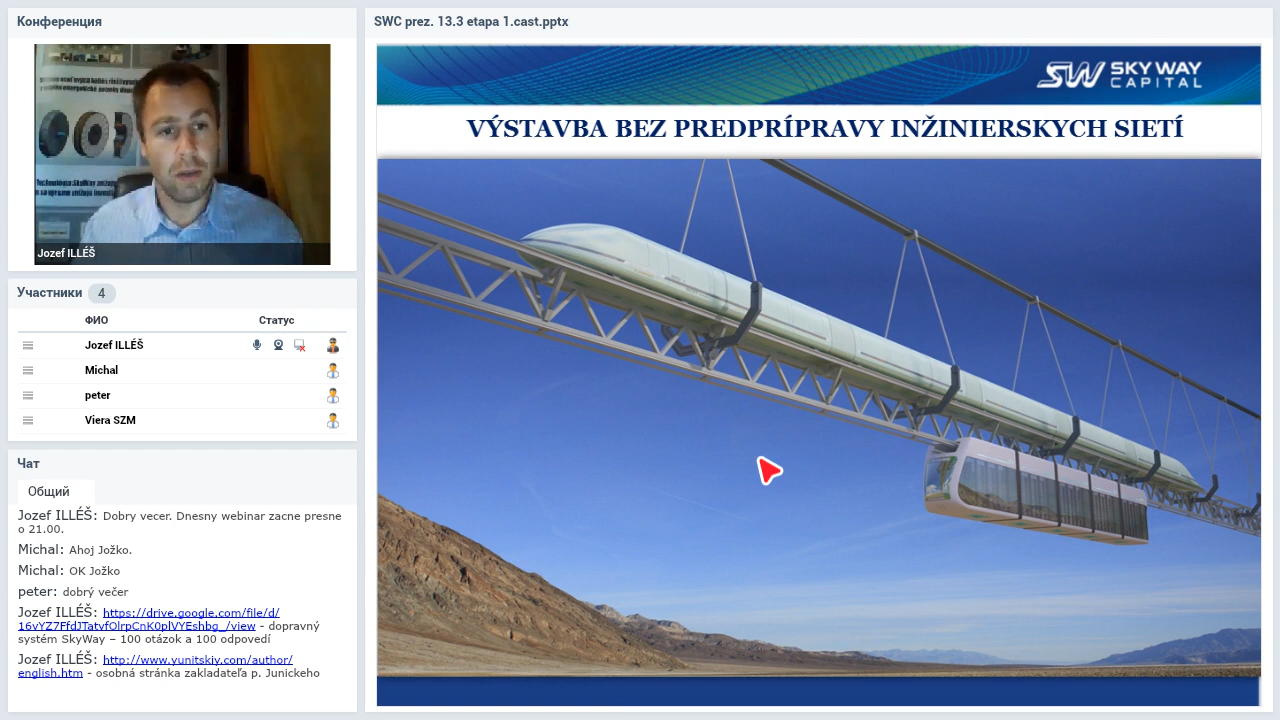 Конференция
Jozef ILLÉŠ
Участники 4
ФИО Статус
Jozef ILLÉŠ
Michal
peter
Viera SZM
Чат
Общий
Jozef ILLÉŠ: Dobry vecer. Dnesny webinar zacne presne
o 21.00.
Michal: Ahoj Jožko.
Michal: OK Jožko
peter: dobrý večer
Jozef ILLÉŠ: https://drive.google.com/file/d/
16vYZ7FfdJTatvfOlrpCnK0plVYEshbg_/view - dopravný
systém SkyWay – 100 otázok a 100 odpovedí
Jozef ILLÉŠ: http://www.yunitskiy.com/author/
english.htm - osobná stránka zakladateľa p. Junickeho
SWC prez. 13.3 etapa 1.cast.pptx
SW SKY WAY
CAPITAL
VÝSTAVBA BEZ PREDPRÍPRAVY INŽINIERSKYCH SIETÍ